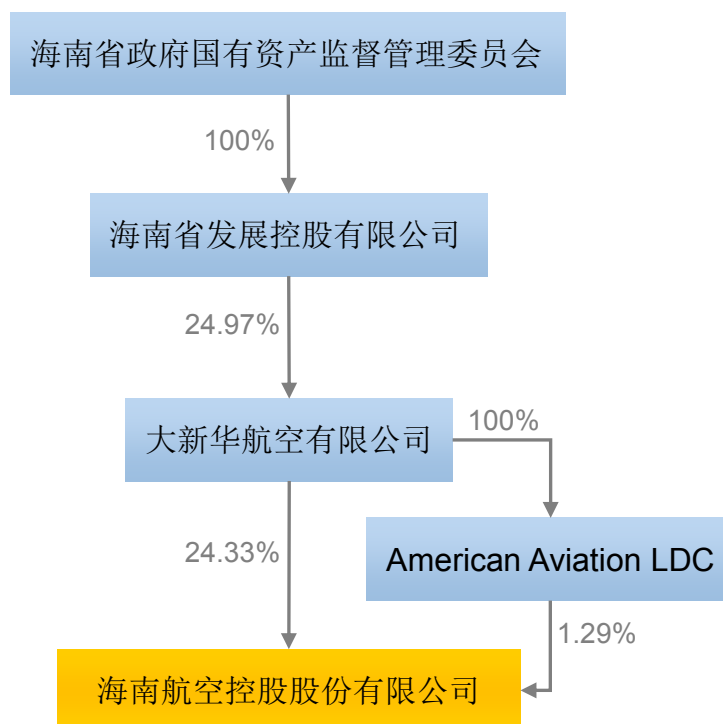 海南省政府国有资产监督管理委员会
100%
海南省发展控股有限公司
24.97%
大新华航空有限公司
100%
24.33%
American Aviation LDC
1.29%
海南航空控股股份有限公司